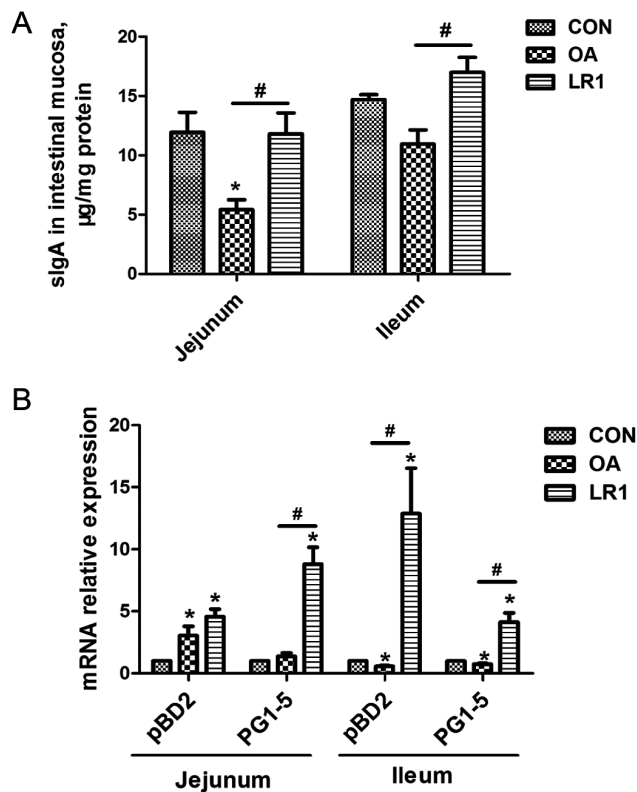 A
sIgA in intestinal mucosa,
µg/mg protein
20
15
10
5
0
#
*
#
Jejunum
Ileum
CON
OA
LR1
B
mRNA relative expression
20
15
10
5
0
* *
#
*
#
* *
#
* *
pBD2 PG1-5 pBD2 PG1-5
Jejunum Ileum
CON
OA
LR1